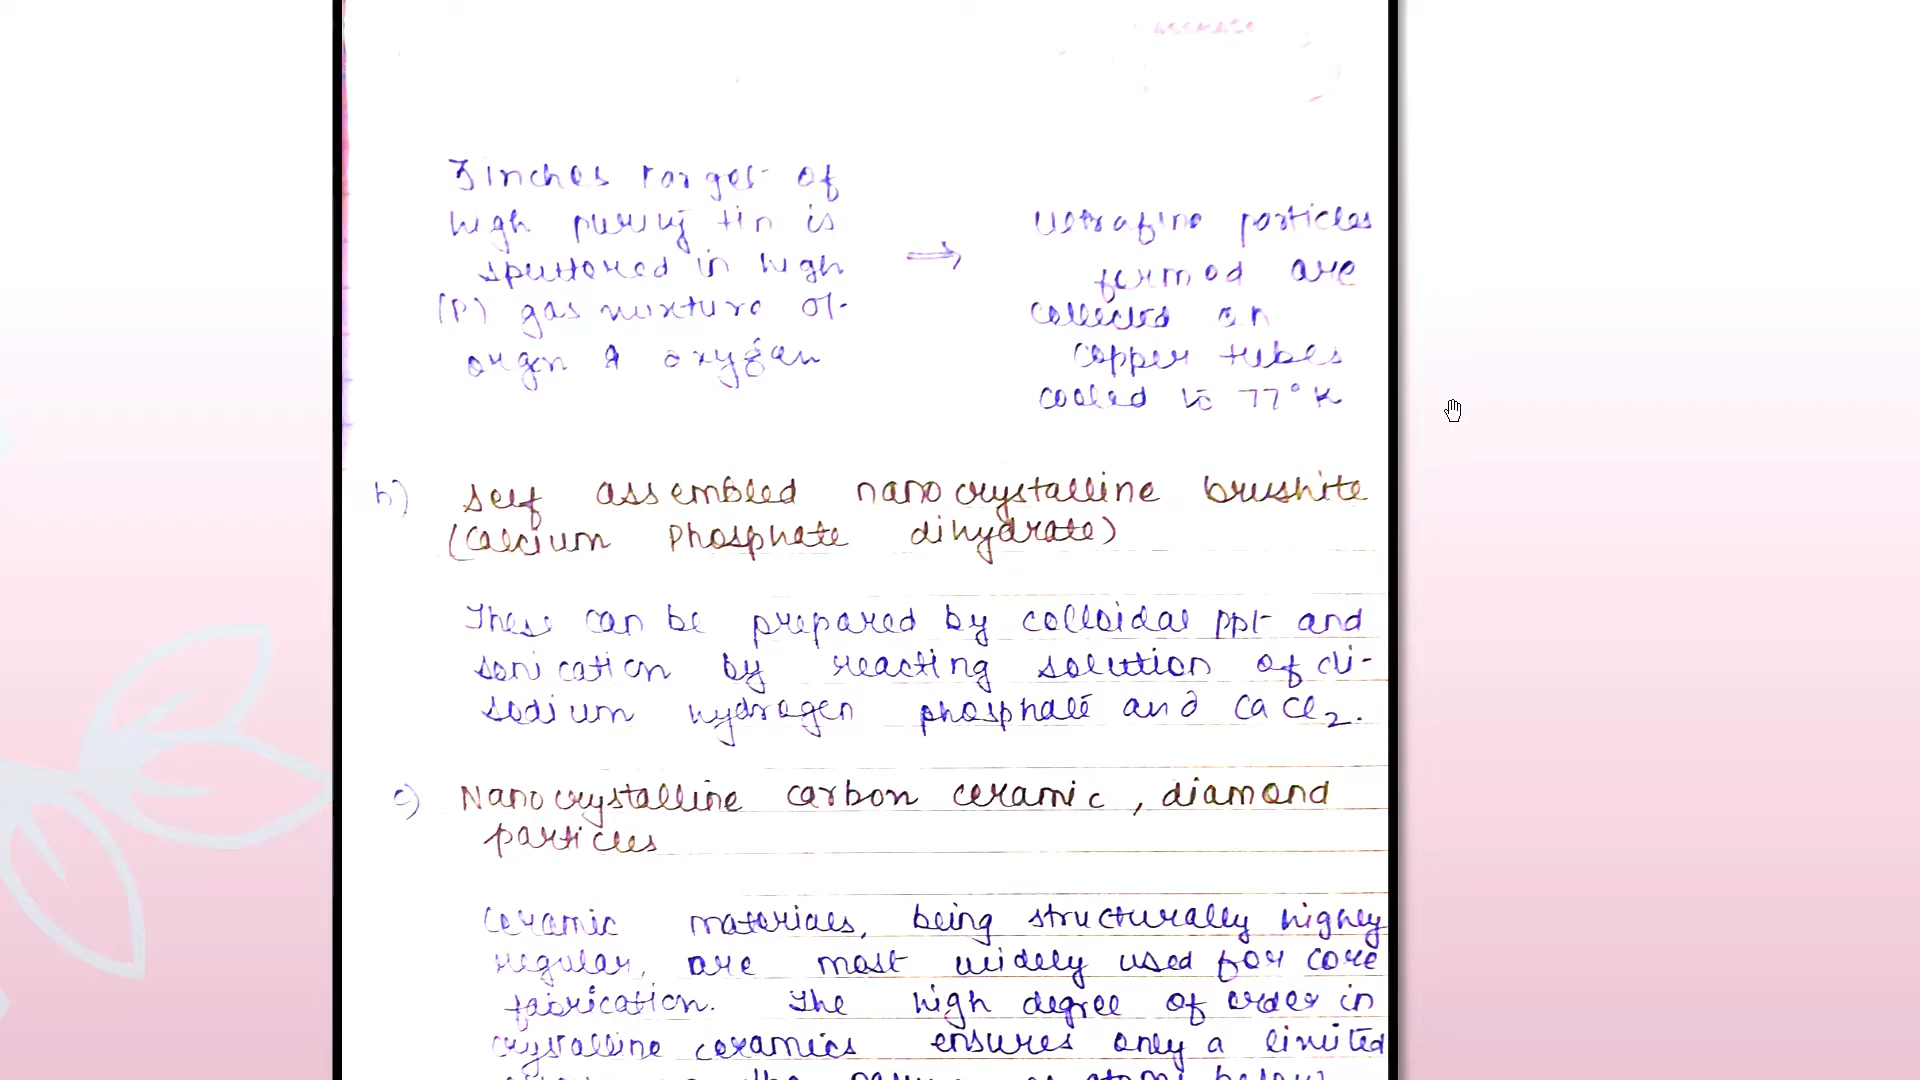 3 inches target of
high purity tin is
sputtered in high
(P) gas mixture of
argon & oxygen
⇒
Ultrafine particles
formed are
collected on
copper tubes
cooled to 77°K
b) Self assembled nanocrystalline brushite
(Calcium Phosphate dihydrate)
These can be prepared by colloidal ppt and
sonication by reacting solution of di-
sodium hydrogen phosphate and CaCl2.
c) Nanocrystalline carbon ceramic, diamond
particles
Ceramic materials, being structurally highly
regular, are most widely used for core
fabrication. The high degree of order in
crystalline ceramics ensures only a limited